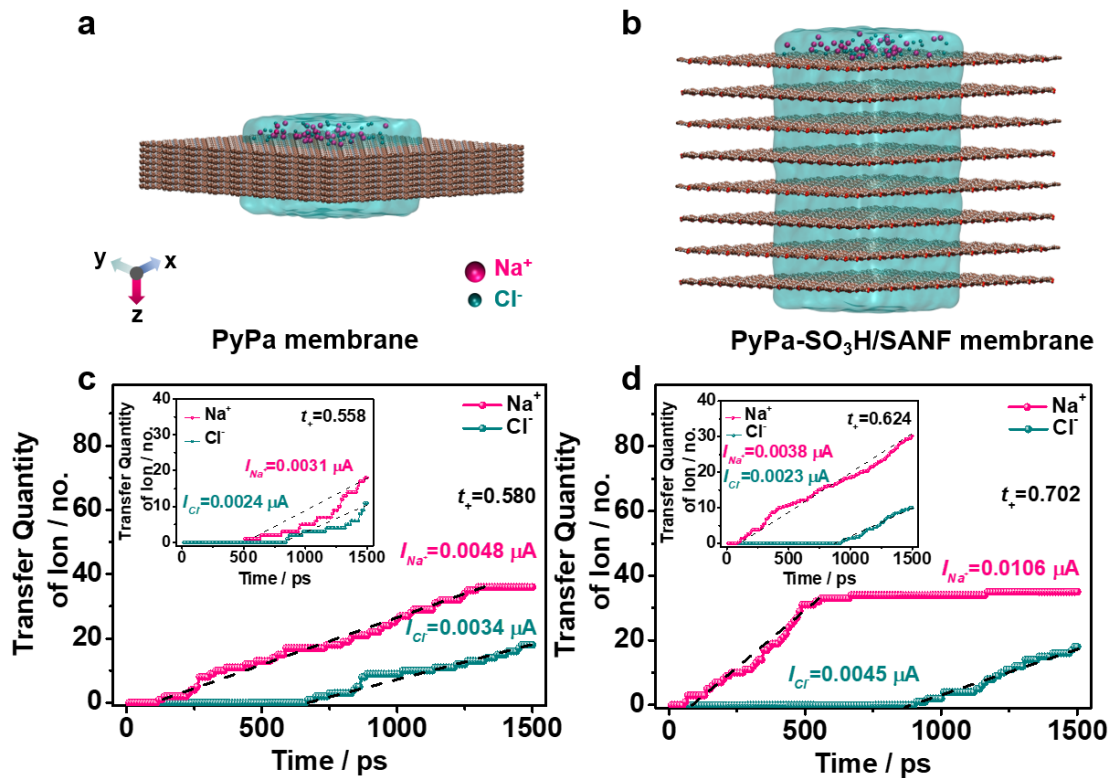 a
b
y
x
z
Na⁺
Cl⁻
PyPa membrane
PyPa-SO₃H/SANF membrane
c
Transfer Quantity
of Ion / no.
80
60
40
20
0
0
500
1000
1500
Time / ps
Na⁺
Cl⁻
t₊=0.580
I_Na⁺=0.0048 μA
I_Cl⁻=0.0034 μA
Transfer Quantity
of Ion / no.
40
30
20
10
0
0
500
1000
1500
Time / ps
Na⁺
Cl⁻
t₊=0.558
I_Na⁺=0.0031 μA
I_Cl⁻=0.0024 μA
d
Transfer Quantity
of Ion / no.
80
60
40
20
0
0
500
1000
1500
Time / ps
Na⁺
Cl⁻
t₊=0.702
I_Na⁺=0.0106 μA
I_Cl⁻=0.0045 μA
Transfer Quantity
of Ion / no.
40
30
20
10
0
0
500
1000
1500
Time / ps
Na⁺
Cl⁻
t₊=0.624
I_Na⁺=0.0038 μA
I_Cl⁻=0.0023 μA